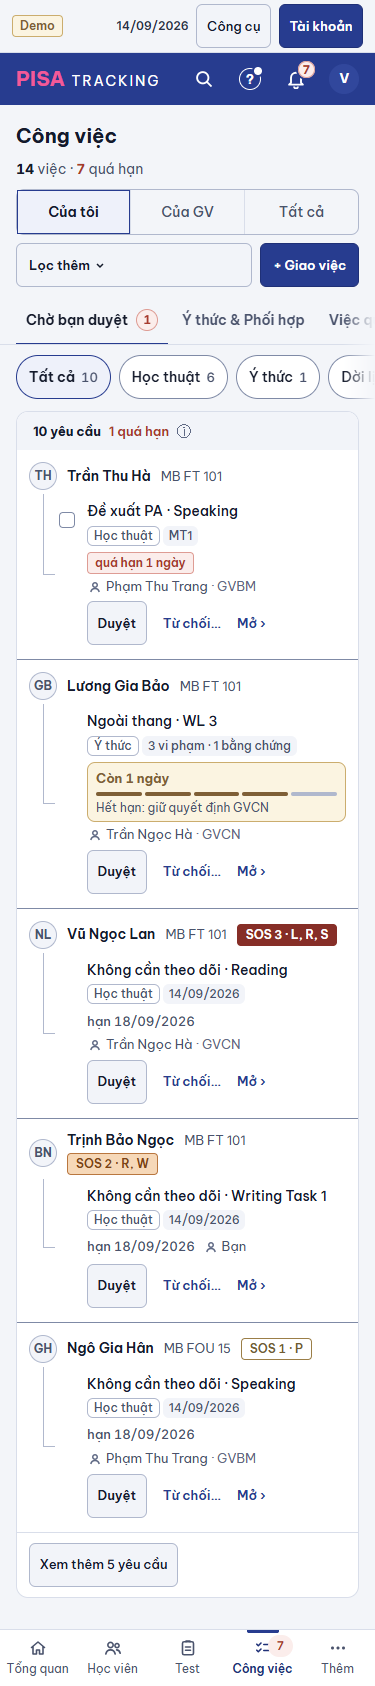 Demo 14/09/2026 Công cụ Tài khoản
PISA TRACKING ? 7 V
Công việc
14 việc · 7 quá hạn
Của tôi Của GV Tất cả
Lọc thêm + Giao việc
Chờ bạn duyệt 1 Ý thức & Phối hợp Việc
Tất cả 10 Học thuật 6 Ý thức 1 Dời
10 yêu cầu 1 quá hạn
TH Trần Thu Hà MB FT 101
Đề xuất PA · Speaking
Học thuật MT1
quá hạn 1 ngày
Phạm Thu Trang · GVBM
Duyệt Từ chối... Mở ›
GB Lương Gia Bảo MB FT 101
Ngoài thang · WL 3
Ý thức 3 vi phạm · 1 bằng chứng
Còn 1 ngày
Hết hạn: giữ quyết định GVCN
Trần Ngọc Hà · GVCN
Duyệt Từ chối... Mở ›
NL Vũ Ngọc Lan MB FT 101 SOS 3 · L, R, S
Không cần theo dõi · Reading
Học thuật 14/09/2026
hạn 18/09/2026
Trần Ngọc Hà · GVCN
Duyệt Từ chối... Mở ›
BN Trịnh Bảo Ngọc MB FT 101
SOS 2 · R, W
Không cần theo dõi · Writing Task 1
Học thuật 14/09/2026
hạn 18/09/2026 Bạn
Duyệt Từ chối... Mở ›
GH Ngô Gia Hân MB FOU 15 SOS 1 · P
Không cần theo dõi · Speaking
Học thuật 14/09/2026
hạn 18/09/2026
Phạm Thu Trang · GVBM
Duyệt Từ chối... Mở ›
Xem thêm 5 yêu cầu
7
Tổng quan Học viên Test Công việc Thêm